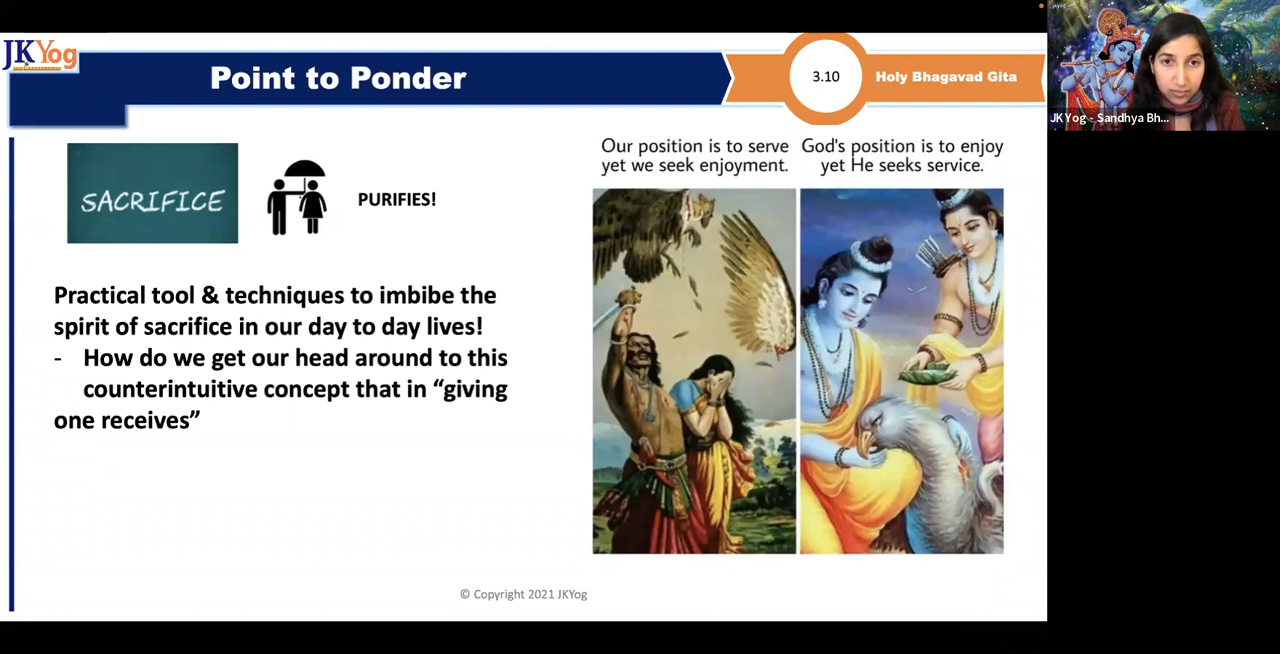 JKYog
Point to Ponder
3.10
Holy Bhagavad Gita
SACRIFICE
PURIFIES!
Our position is to serve
yet we seek enjoyment.
God's position is to enjoy
yet He seeks service.
Practical tool & techniques to imbibe the
spirit of sacrifice in our day to day lives!
- How do we get our head around to this
counterintuitive concept that in “giving
one receives”
© Copyright 2021 JKYog
JKYog - Sandhya Bh...